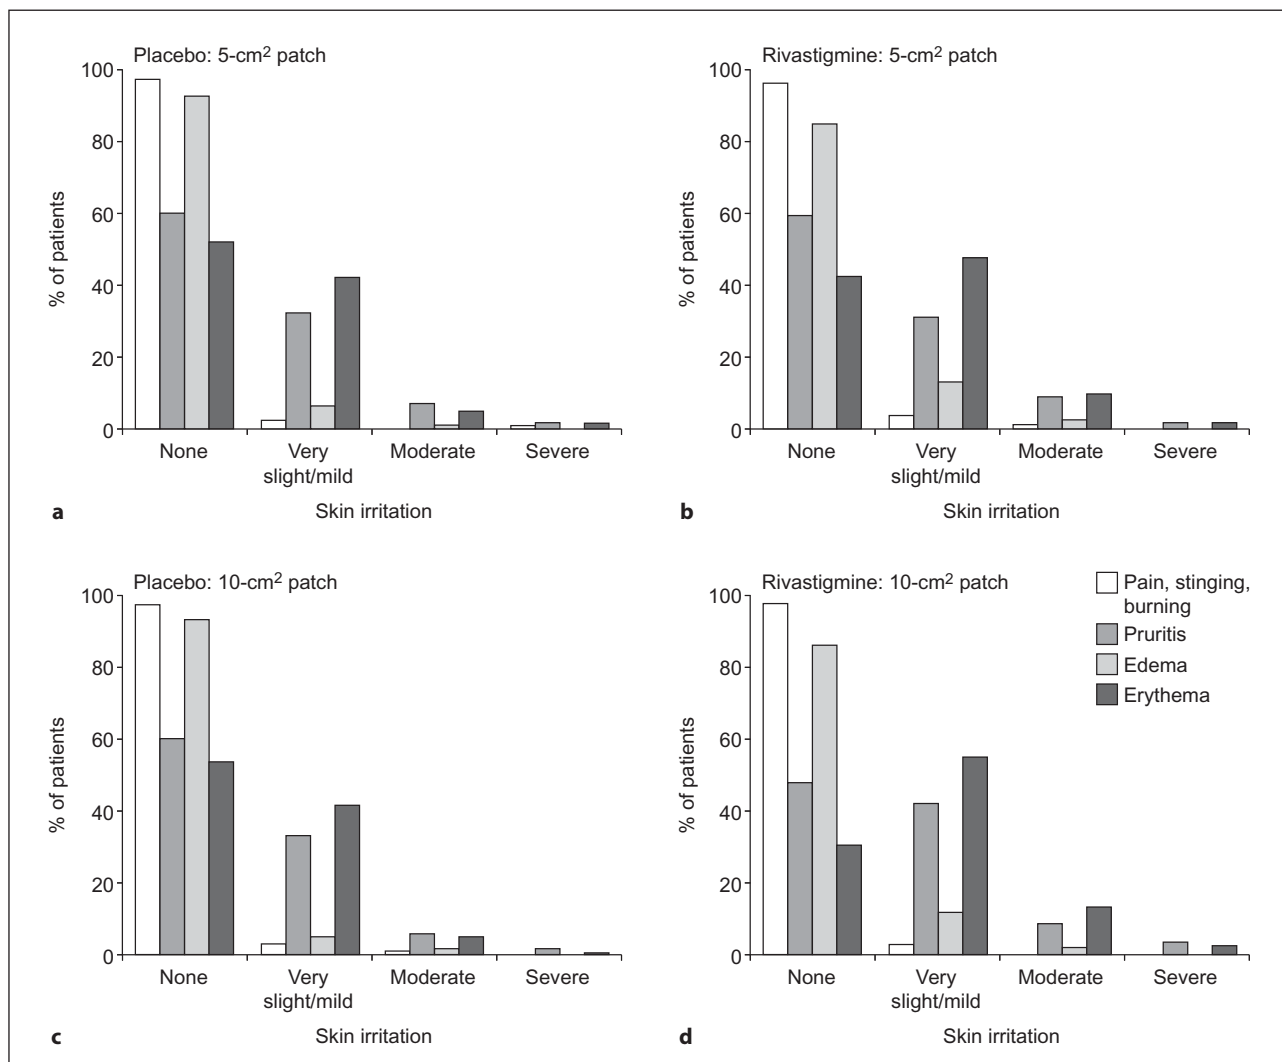 Placebo: 5-cm² patch
100
80
60
40
20
0
% of patients
None
Very
slight/mild
Moderate
Severe
Skin irritation
a
Rivastigmine: 5-cm² patch
100
80
60
40
20
0
% of patients
None
Very
slight/mild
Moderate
Severe
Skin irritation
b
Placebo: 10-cm² patch
100
80
60
40
20
0
% of patients
None
Very
slight/mild
Moderate
Severe
Skin irritation
c
Rivastigmine: 10-cm² patch
100
80
60
40
20
0
% of patients
None
Very
slight/mild
Moderate
Severe
Skin irritation
d
Pain, stinging,
burning
Pruritis
Edema
Erythema